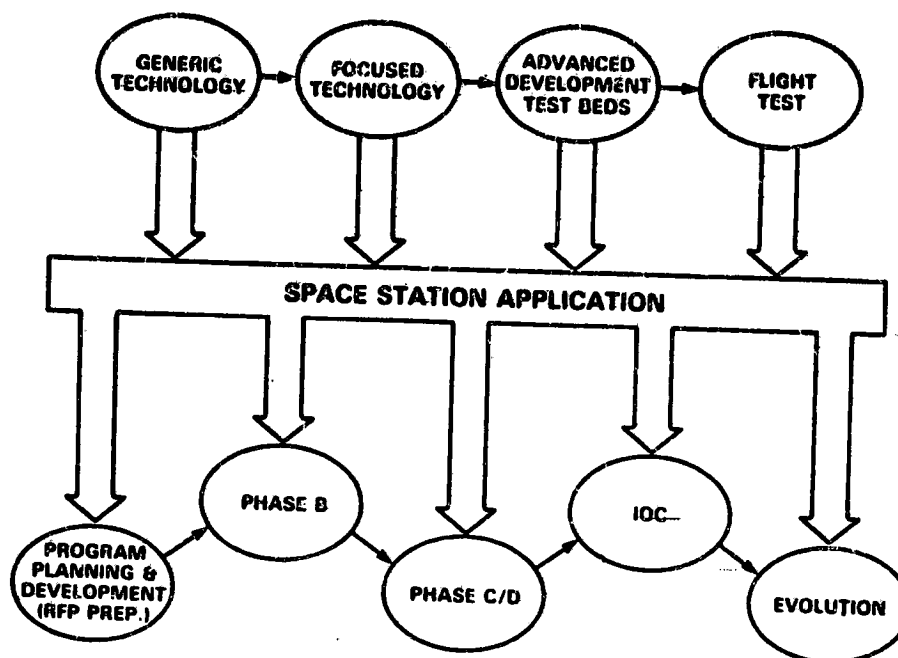 GENERIC
TECHNOLOGY
FOCUSED
TECHNOLOGY
ADVANCED
DEVELOPMENT
TEST BEDS
FLIGHT
TEST
SPACE STATION APPLICATION
PROGRAM
PLANNING &
DEVELOPMENT
(RFP PREP.)
PHASE B
PHASE C/D
IOC
EVOLUTION